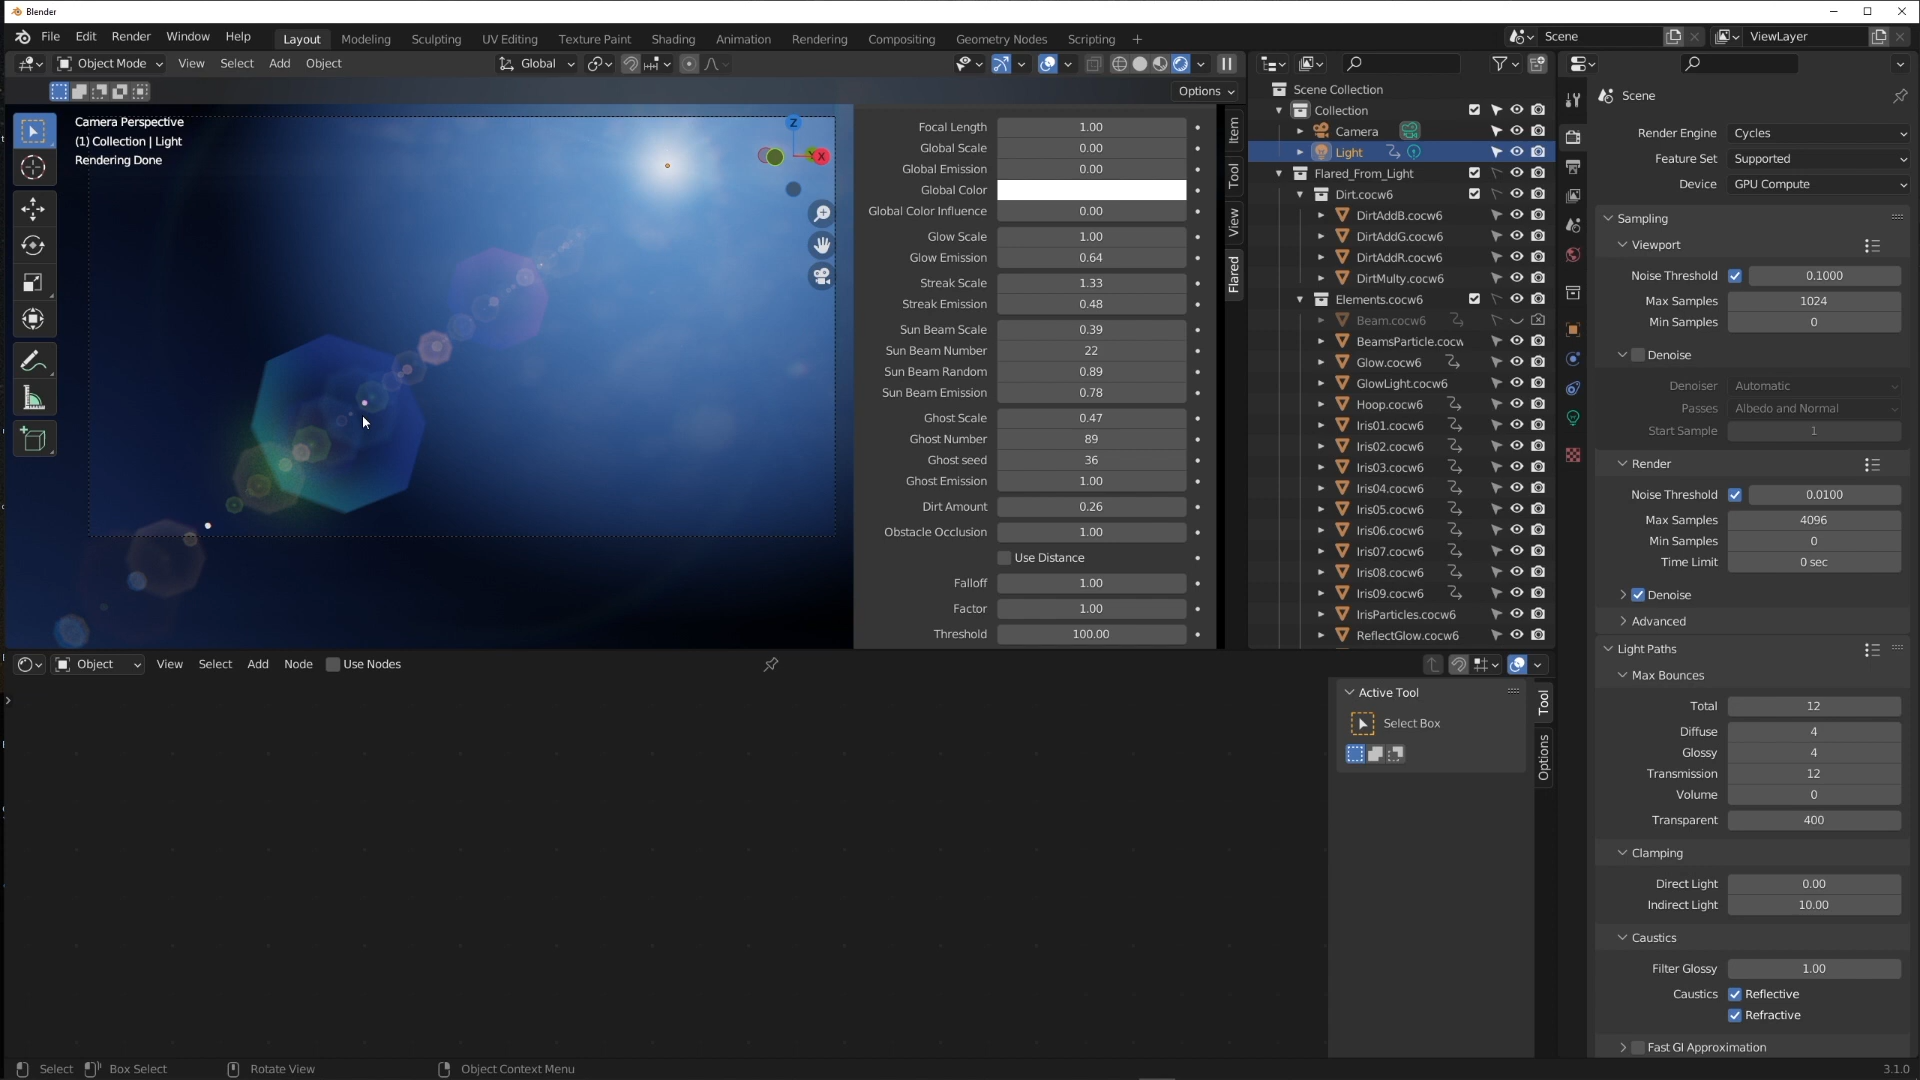 Blender
File Edit Render Window Help Layout Modeling Sculpting UV Editing Texture Paint Shading Animation Rendering Compositing Geometry Nodes Scripting + Scene ViewLayer
Object Mode View Select Add Object Global
Options
Camera Perspective
(1) Collection | Light
Rendering Done
Z
Y
X
Focal Length 1.00
Global Scale 0.00
Global Emission 0.00
Global Color
Global Color Influence 0.00
Glow Scale 1.00
Glow Emission 0.64
Streak Scale 1.33
Streak Emission 0.48
Sun Beam Scale 0.39
Sun Beam Number 22
Sun Beam Random 0.89
Sun Beam Emission 0.78
Ghost Scale 0.47
Ghost Number 89
Ghost seed 36
Ghost Emission 1.00
Dirt Amount 0.26
Obstacle Occlusion 1.00
Use Distance
Falloff 1.00
Factor 1.00
Threshold 100.00
Item
Tool
View
Flared
Scene Collection
Collection
Camera
Light
Flared_From_Light
Dirt.cocw6
DirtAddB.cocw6
DirtAddG.cocw6
DirtAddR.cocw6
DirtMulty.cocw6
Elements.cocw6
Beam.cocw6
BeamsParticle.cocw
Glow.cocw6
GlowLight.cocw6
Hoop.cocw6
Iris01.cocw6
Iris02.cocw6
Iris03.cocw6
Iris04.cocw6
Iris05.cocw6
Iris06.cocw6
Iris07.cocw6
Iris08.cocw6
Iris09.cocw6
IrisParticles.cocw6
ReflectGlow.cocw6
Scene
Render Engine Cycles
Feature Set Supported
Device GPU Compute
Sampling
Viewport
Noise Threshold 0.1000
Max Samples 1024
Min Samples 0
Denoise
Denoiser Automatic
Passes Albedo and Normal
Start Sample 1
Render
Noise Threshold 0.0100
Max Samples 4096
Min Samples 0
Time Limit 0 sec
Denoise
Advanced
Light Paths
Max Bounces
Total 12
Diffuse 4
Glossy 4
Transmission 12
Volume 0
Transparent 400
Clamping
Direct Light 0.00
Indirect Light 10.00
Caustics
Filter Glossy 1.00
Caustics Reflective
Refractive
Fast GI Approximation
Object View Select Add Node Use Nodes
Active Tool
Select Box
Tool
Options
Select Box Select Rotate View Object Context Menu 3.1.0